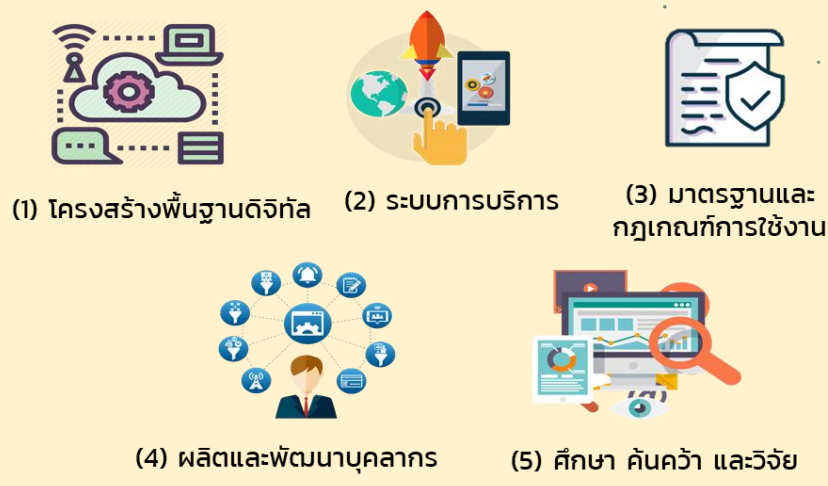 (1) โครงสร้างพื้นฐานดิจิทัล
(2) ระบบการบริการ
(3) มาตรฐานและ
กฎเกณฑ์การใช้งาน
(4) ผลิตและพัฒนาบุคลากร
(5) ศึกษา ค้นคว้า และวิจัย